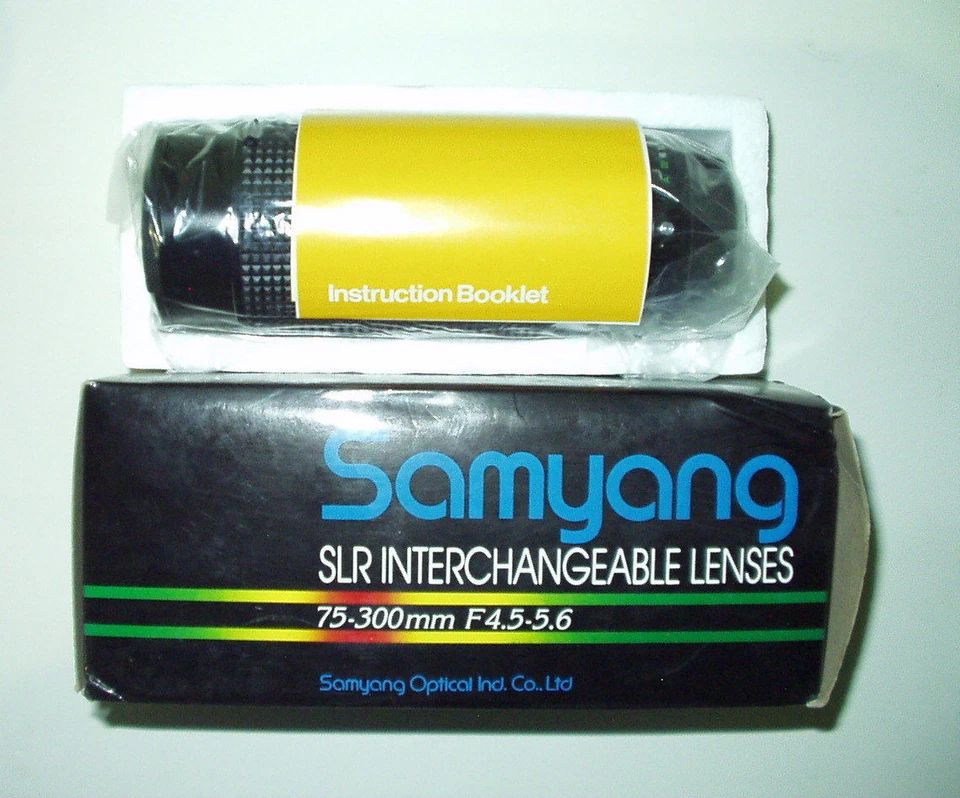 Instruction Booklet
Samyang
SLR INTERCHANGEABLE LENSES
75-300mm F4.5-5.6
Samyang Optical Ind. Co., Ltd